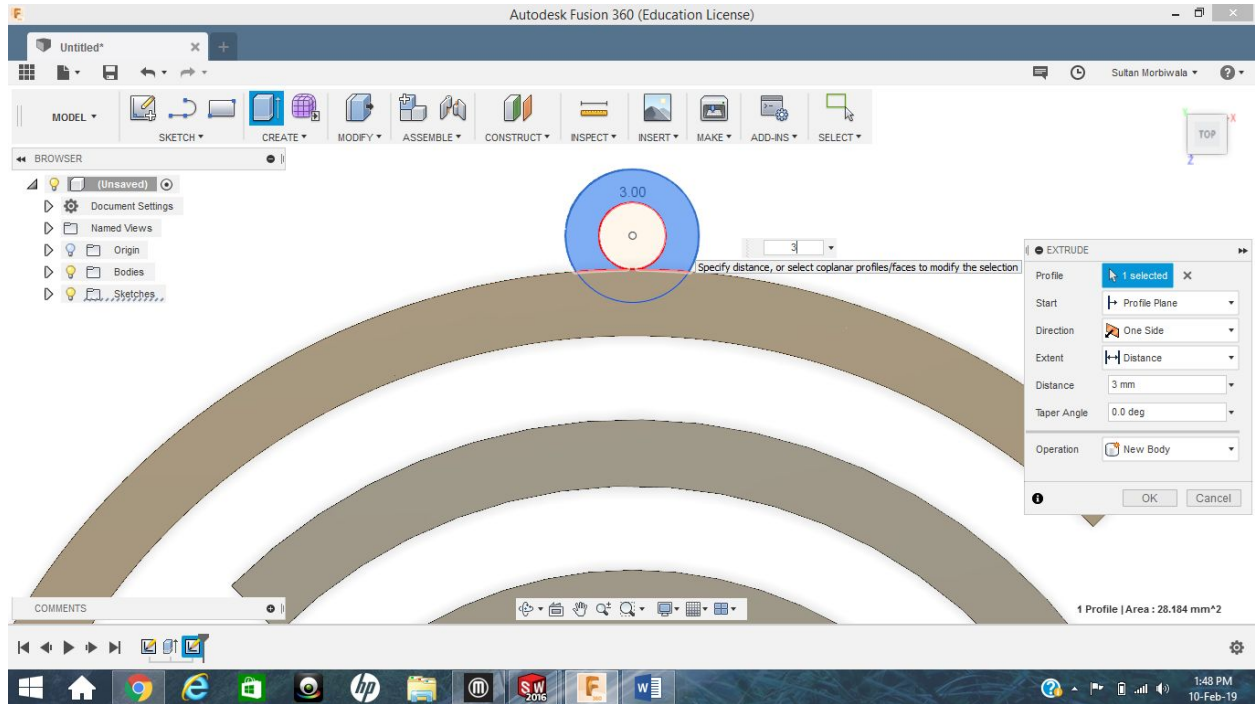 Autodesk Fusion 360 (Education License)
Untitled*
Sultan Morbiwala
MODEL
SKETCH
CREATE
MODIFY
ASSEMBLE
CONSTRUCT
INSPECT
INSERT
MAKE
ADD-INS
SELECT
TOP
X
Z
BROWSER
(Unsaved)
Document Settings
Named Views
Origin
Bodies
Sketches
3.00
3
Specify distance, or select coplanar profiles/faces to modify the selection
EXTRUDE
Profile
1 selected
Start
Profile Plane
Direction
One Side
Extent
Distance
Distance
3 mm
Taper Angle
0.0 deg
Operation
New Body
OK
Cancel
COMMENTS
1 Profile | Area : 28.184 mm^2
hp
SW
2016
F
W
1:48 PM
10-Feb-19